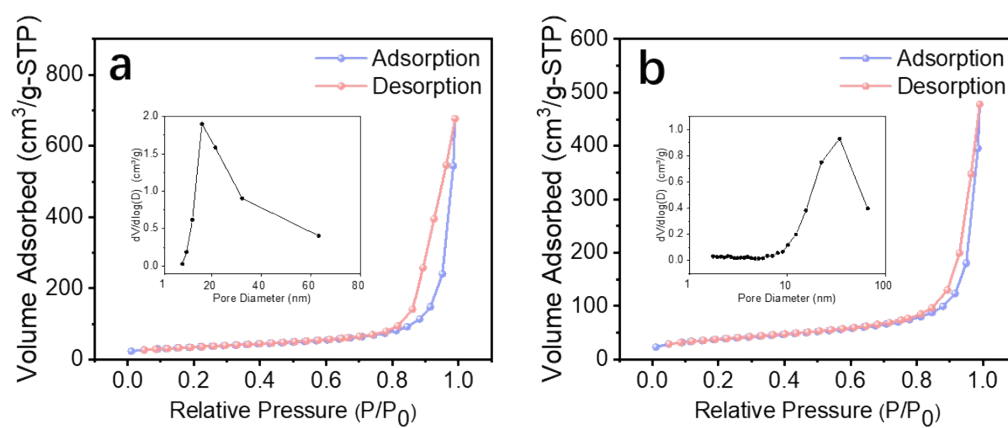 a
Adsorption
Desorption
Volume Adsorbed (cm³/g-STP)
800
600
400
200
0
0.0 0.2 0.4 0.6 0.8 1.0
Relative Pressure (P/P₀)
dV/dlog(D) (cm³/g)
2.0
1.5
1.0
0.5
0.0
1 20 40 60 80
Pore Diameter (nm)
b
Adsorption
Desorption
Volume Adsorbed (cm³/g-STP)
600
500
400
300
200
100
0
0.0 0.2 0.4 0.6 0.8 1.0
Relative Pressure (P/P₀)
dV/dlog(D) (cm³/g)
1.0
0.8
0.6
0.4
0.2
0.0
1 10 100
Pore Diameter (nm)